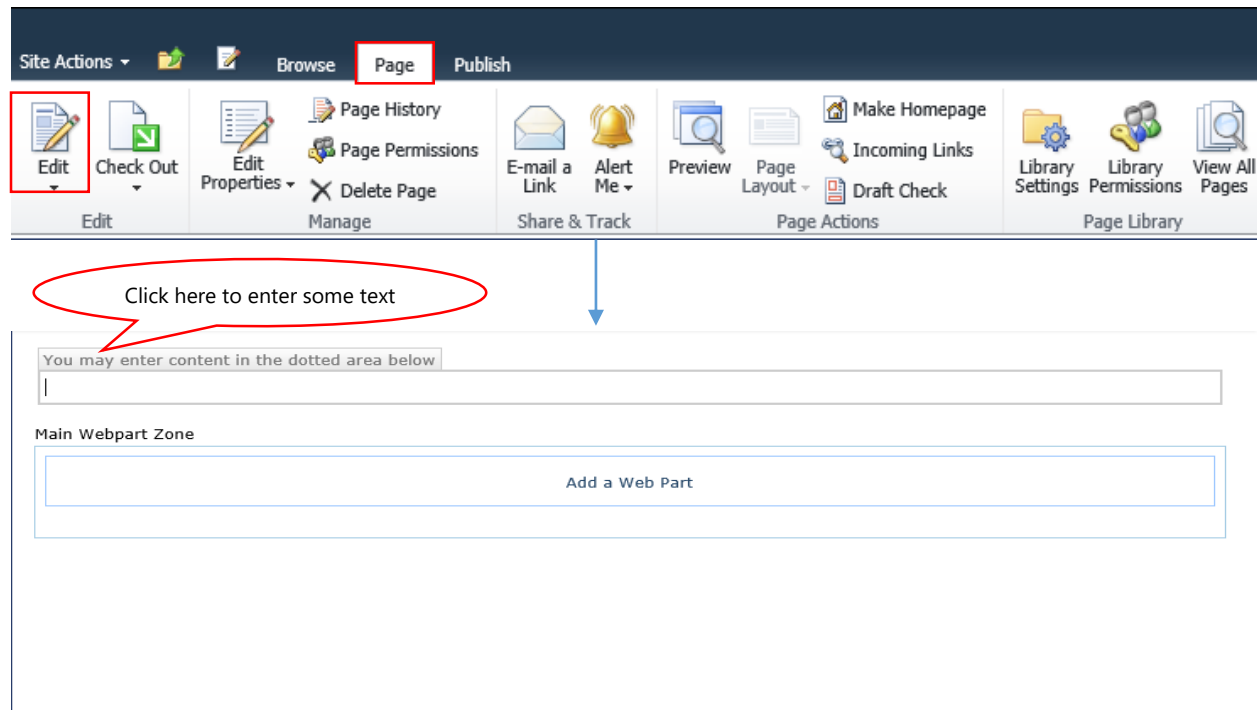 Site Actions
Browse
Page
Publish
Edit
Check Out
Edit
Properties
Page History
Page Permissions
Delete Page
E-mail a
Link
Alert
Me
Preview
Page
Layout
Make Homepage
Incoming Links
Draft Check
Library
Settings
Library
Permissions
View All
Pages
Edit
Manage
Share & Track
Page Actions
Page Library
Click here to enter some text
You may enter content in the dotted area below
Main Webpart Zone
Add a Web Part